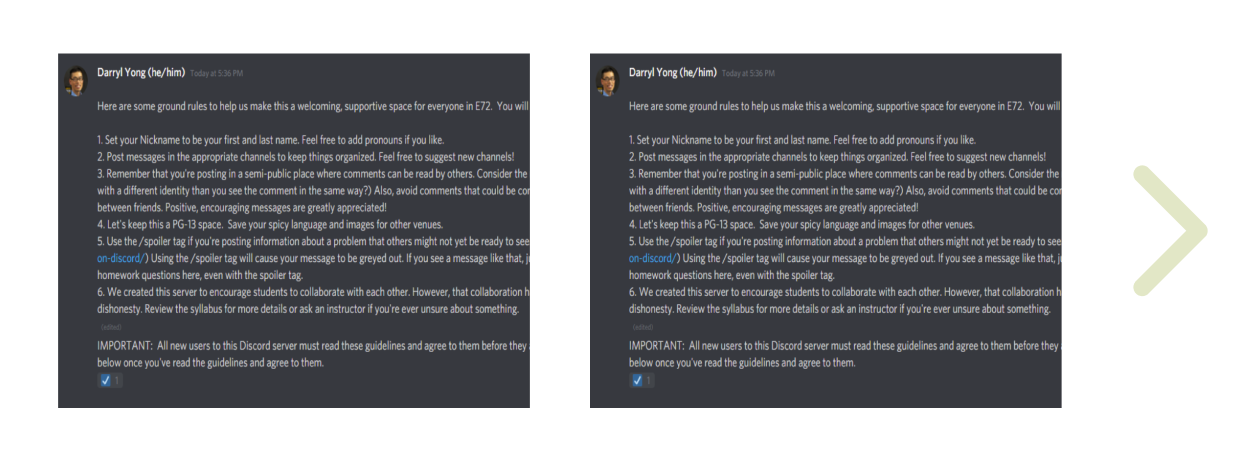 Darryl Yong (he/him) Today at 5:36 PM
Here are some ground rules to help us make this a welcoming, supportive space for everyone in E72. You will
1. Set your Nickname to be your first and last name. Feel free to add pronouns if you like.
2. Post messages in the appropriate channels to keep things organized. Feel free to suggest new channels!
3. Remember that you're posting in a semi-public place where comments can be read by others. Consider the
with a different identity than you see the comment in the same way?) Also, avoid comments that could be
between friends. Positive, encouraging messages are greatly appreciated!
4. Let's keep this a PG-13 space. Save your spicy language and images for other venues.
5. Use the /spoiler tag if you're posting information about a problem that others might not yet be ready to see
on-discord/) Using the /spoiler tag will cause your message to be greyed out. If you see a message like that,
homework questions here, even with the spoiler tag.
6. We created this server to encourage students to collaborate with each other. However, that collaboration
dishonesty. Review the syllabus for more details or ask an instructor if you're ever unsure about something.
(edited)
IMPORTANT: All new users to this Discord server must read these guidelines and agree to them before they
below once you've read the guidelines and agree to them.
1
Darryl Yong (he/him) Today at 5:36 PM
Here are some ground rules to help us make this a welcoming, supportive space for everyone in E72. You will
1. Set your Nickname to be your first and last name. Feel free to add pronouns if you like.
2. Post messages in the appropriate channels to keep things organized. Feel free to suggest new channels!
3. Remember that you're posting in a semi-public place where comments can be read by others. Consider the
with a different identity than you see the comment in the same way?) Also, avoid comments that could be
between friends. Positive, encouraging messages are greatly appreciated!
4. Let's keep this a PG-13 space. Save your spicy language and images for other venues.
5. Use the /spoiler tag if you're posting information about a problem that others might not yet be ready to see
on-discord/) Using the /spoiler tag will cause your message to be greyed out. If you see a message like that,
homework questions here, even with the spoiler tag.
6. We created this server to encourage students to collaborate with each other. However, that collaboration
dishonesty. Review the syllabus for more details or ask an instructor if you're ever unsure about something.
(edited)
IMPORTANT: All new users to this Discord server must read these guidelines and agree to them before they
below once you've read the guidelines and agree to them.
1